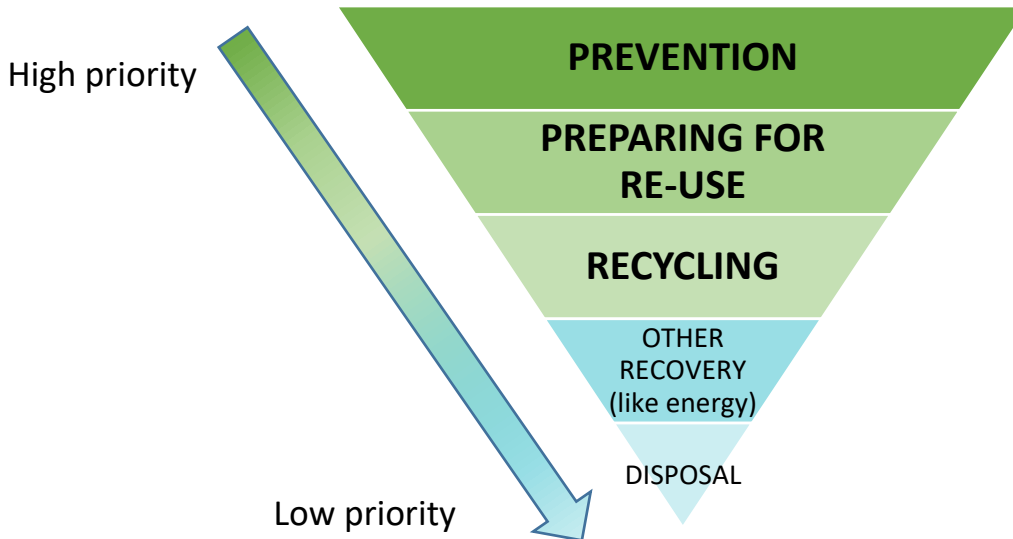 High priority
PREVENTION
PREPARING FOR
RE-USE
RECYCLING
OTHER
RECOVERY
(like energy)
DISPOSAL
Low priority